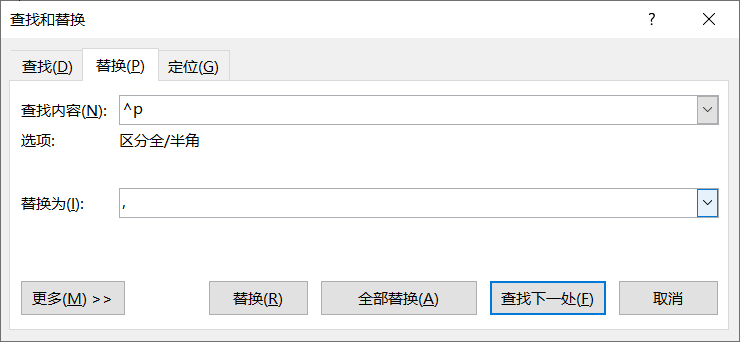 查找和替换
查找(D) 替换(P) 定位(G)
查找内容(N): ^p
选项: 区分全/半角
替换为(I): ,
更多(M) >> 替换(R) 全部替换(A) 查找下一处(F) 取消